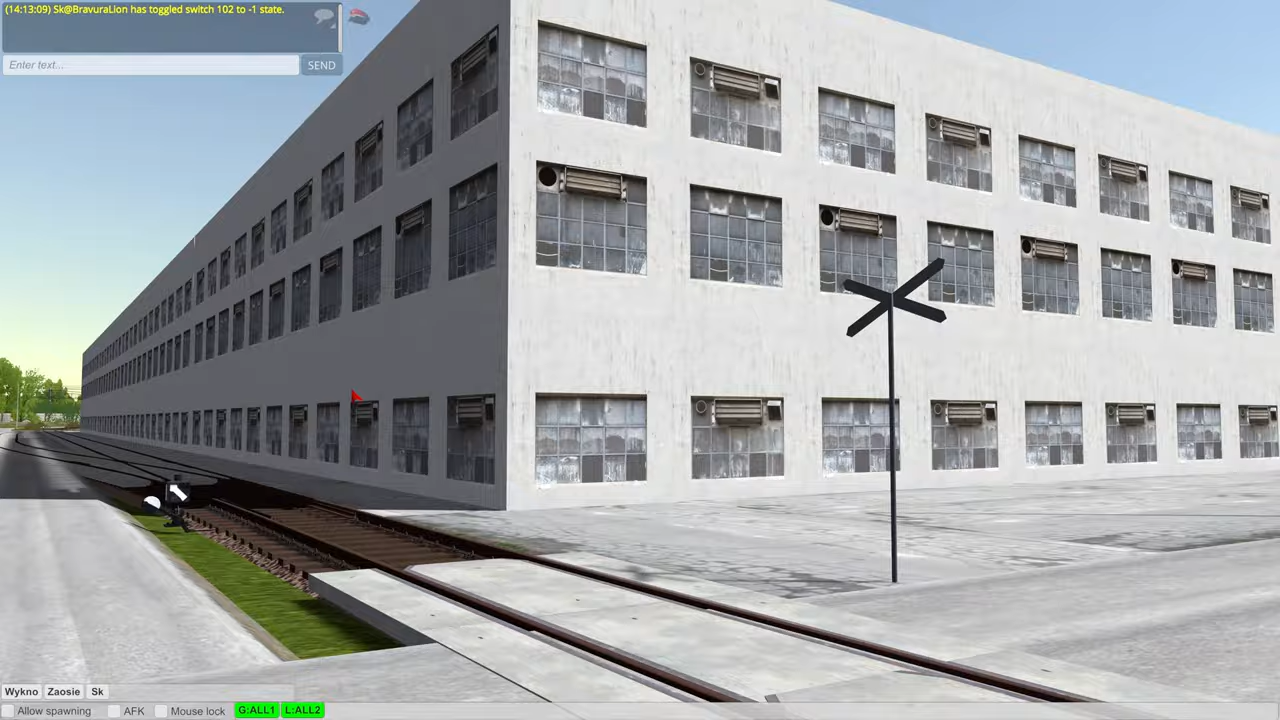 (14:13:09) Sk@BravuraLion has toggled switch 102 to -1 state.
Enter text...
SEND
Wykno Zaosie Sk
Allow spawning AFK Mouse lock G:ALL1 L:ALL2